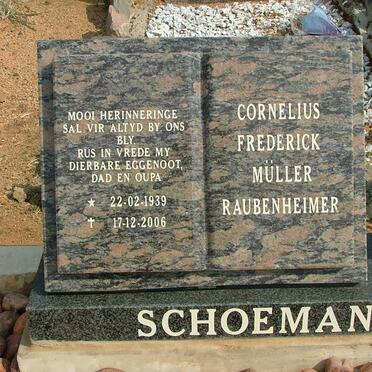 MOOI HERINNERINGE
SAL VIR ALTYD BY ONS
BLY.
RUS IN VREDE MY
DIERBARE EGGENOOT,
DAD EN OUPA
★ 22-02-1939
✝ 17-12-2006
CORNELIUS
FREDERICK
MÜLLER
RAUBENHEIMER
SCHOEMAN